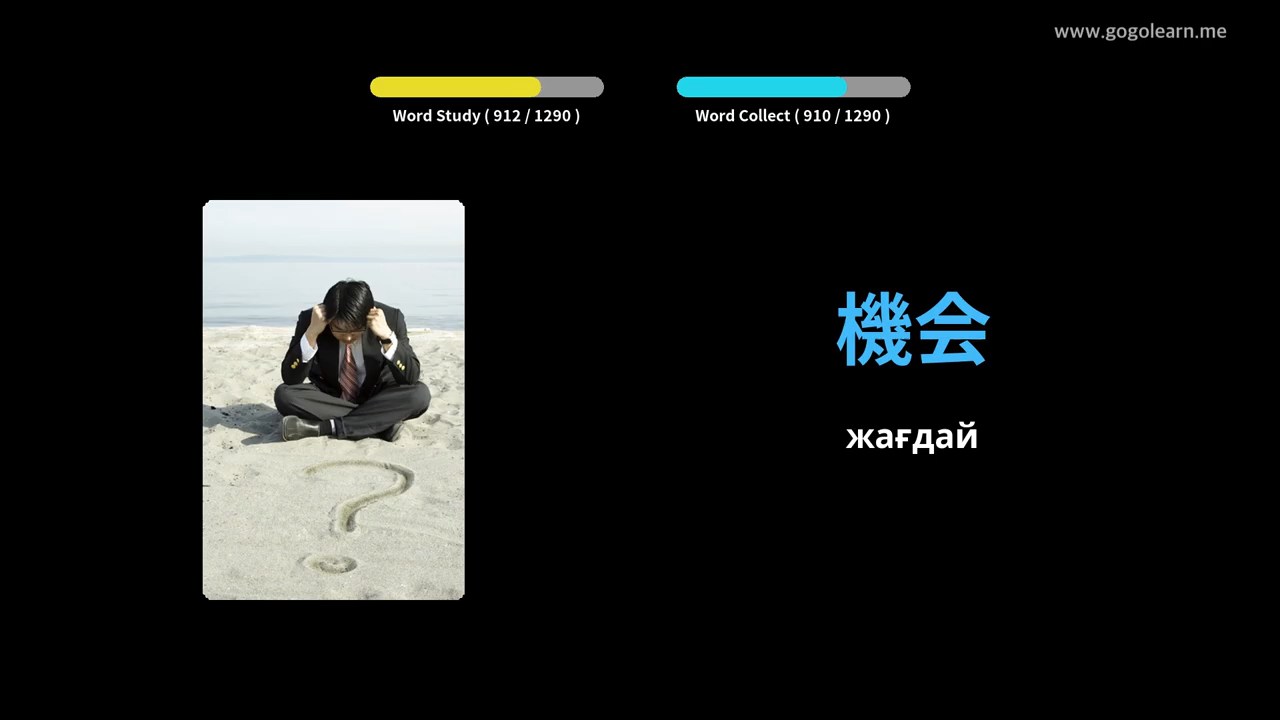 www.gogolearn.me
Word Study ( 912 / 1290 )
Word Collect ( 910 / 1290 )
機会
жағдай
?